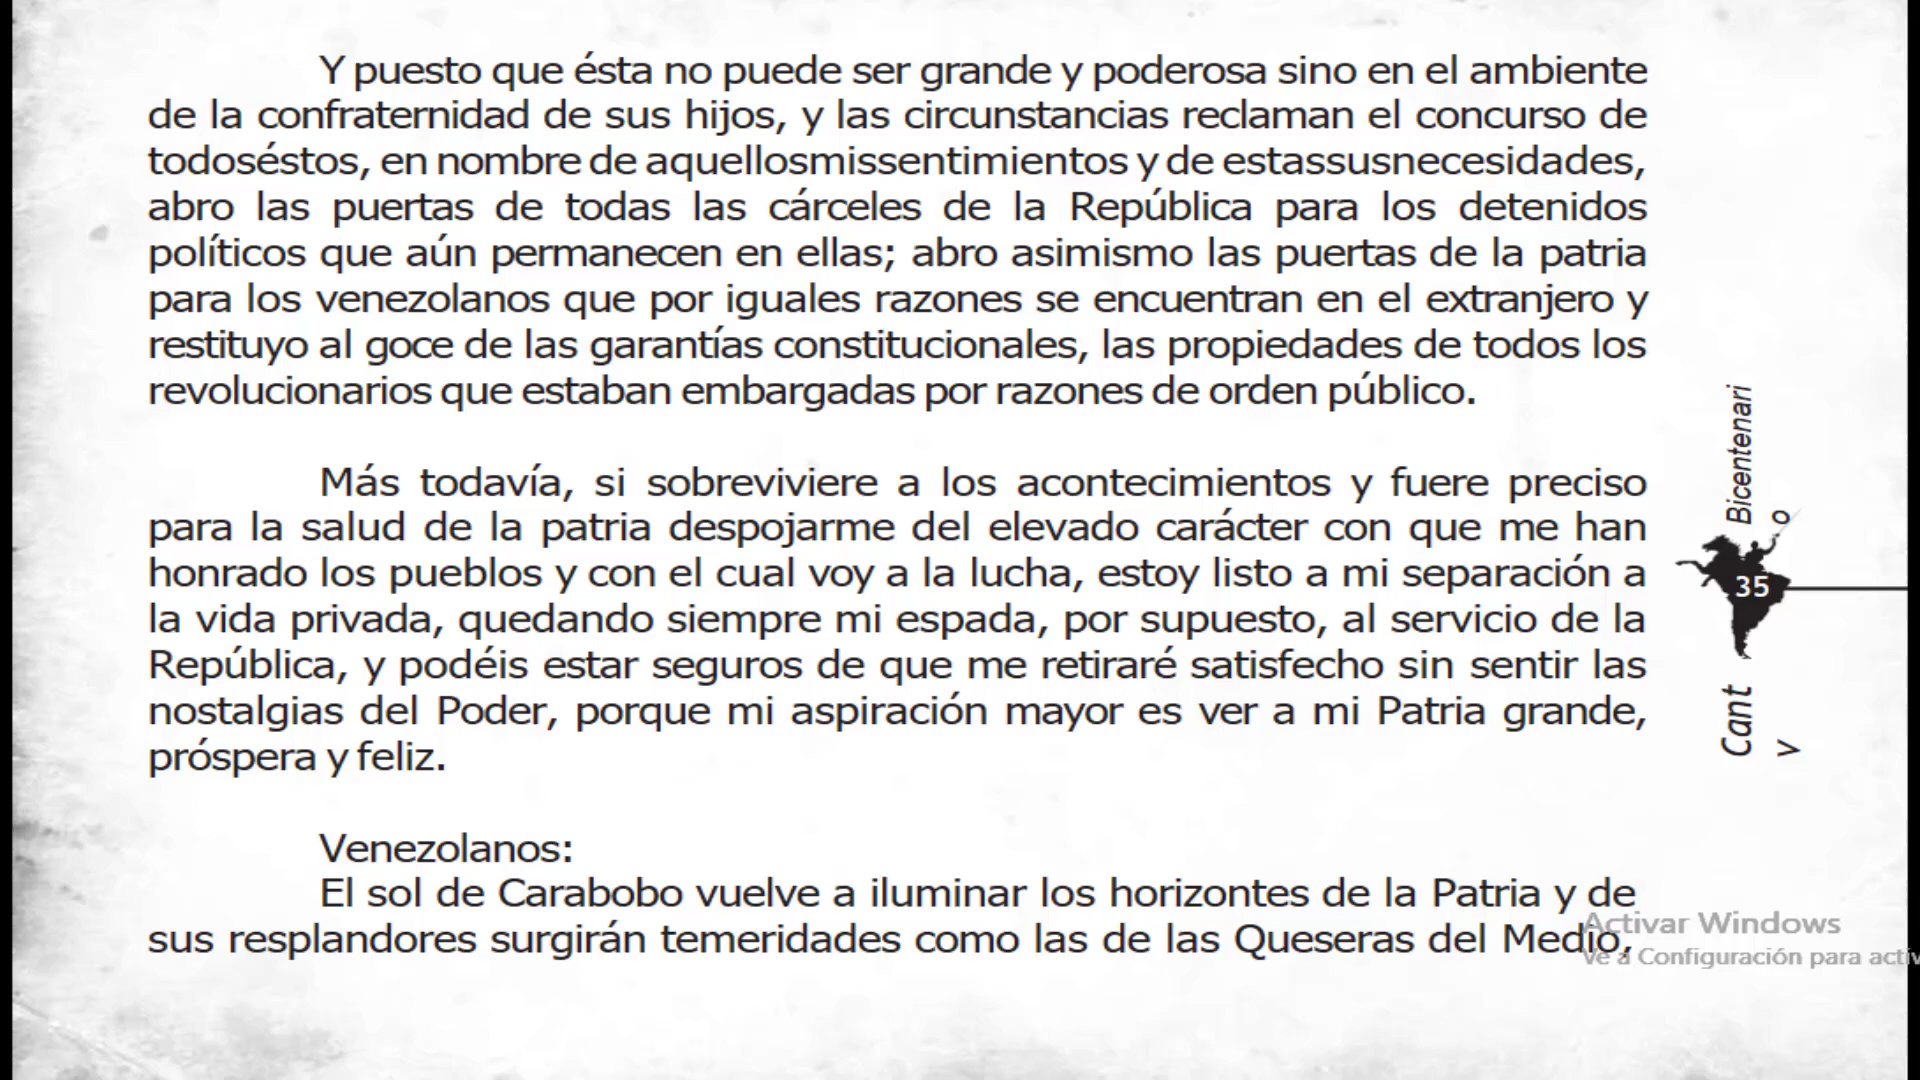 Y puesto que ésta no puede ser grande y poderosa sino en el ambiente
de la confraternidad de sus hijos, y las circunstancias reclaman el concurso de
todoséstos, en nombre de aquellosmissentimientos y de estassusnecesidades,
abro las puertas de todas las cárceles de la República para los detenidos
políticos que aún permanecen en ellas; abro asimismo las puertas de la patria
para los venezolanos que por iguales razones se encuentran en el extranjero y
restituyo al goce de las garantías constitucionales, las propiedades de todos los
revolucionarios que estaban embargadas por razones de orden público.
Más todavía, si sobreviviere a los acontecimientos y fuere preciso
para la salud de la patria despojarme del elevado carácter con que me han
honrado los pueblos y con el cual voy a la lucha, estoy listo a mi separación a
la vida privada, quedando siempre mi espada, por supuesto, al servicio de la
República, y podéis estar seguros de que me retiraré satisfecho sin sentir las
nostalgias del Poder, porque mi aspiración mayor es ver a mi Patria grande,
próspera y feliz.
Venezolanos:
El sol de Carabobo vuelve a iluminar los horizontes de la Patria y de
sus resplandores surgirán temeridades como las de las Queseras del Medio,
Bicentenari
o
35
Cant
v
Activar Windows
Ve a Configuración para activ